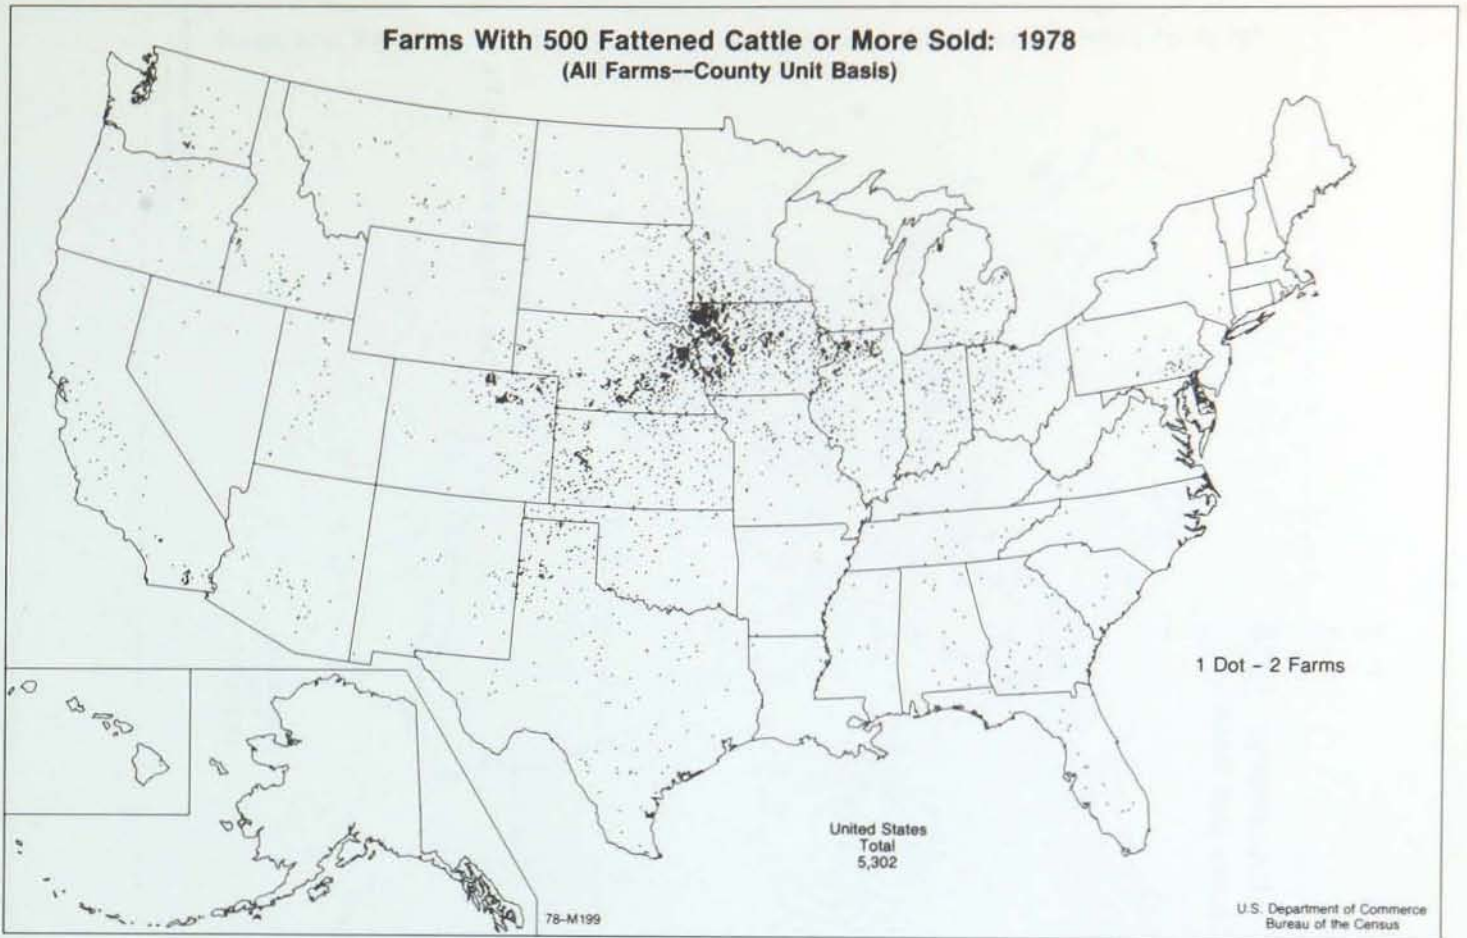 Farms With 500 Fattened Cattle or More Sold: 1978
(All Farms--County Unit Basis)
1 Dot - 2 Farms
United States
Total
5,302
78-M199
U.S. Department of Commerce
Bureau of the Census